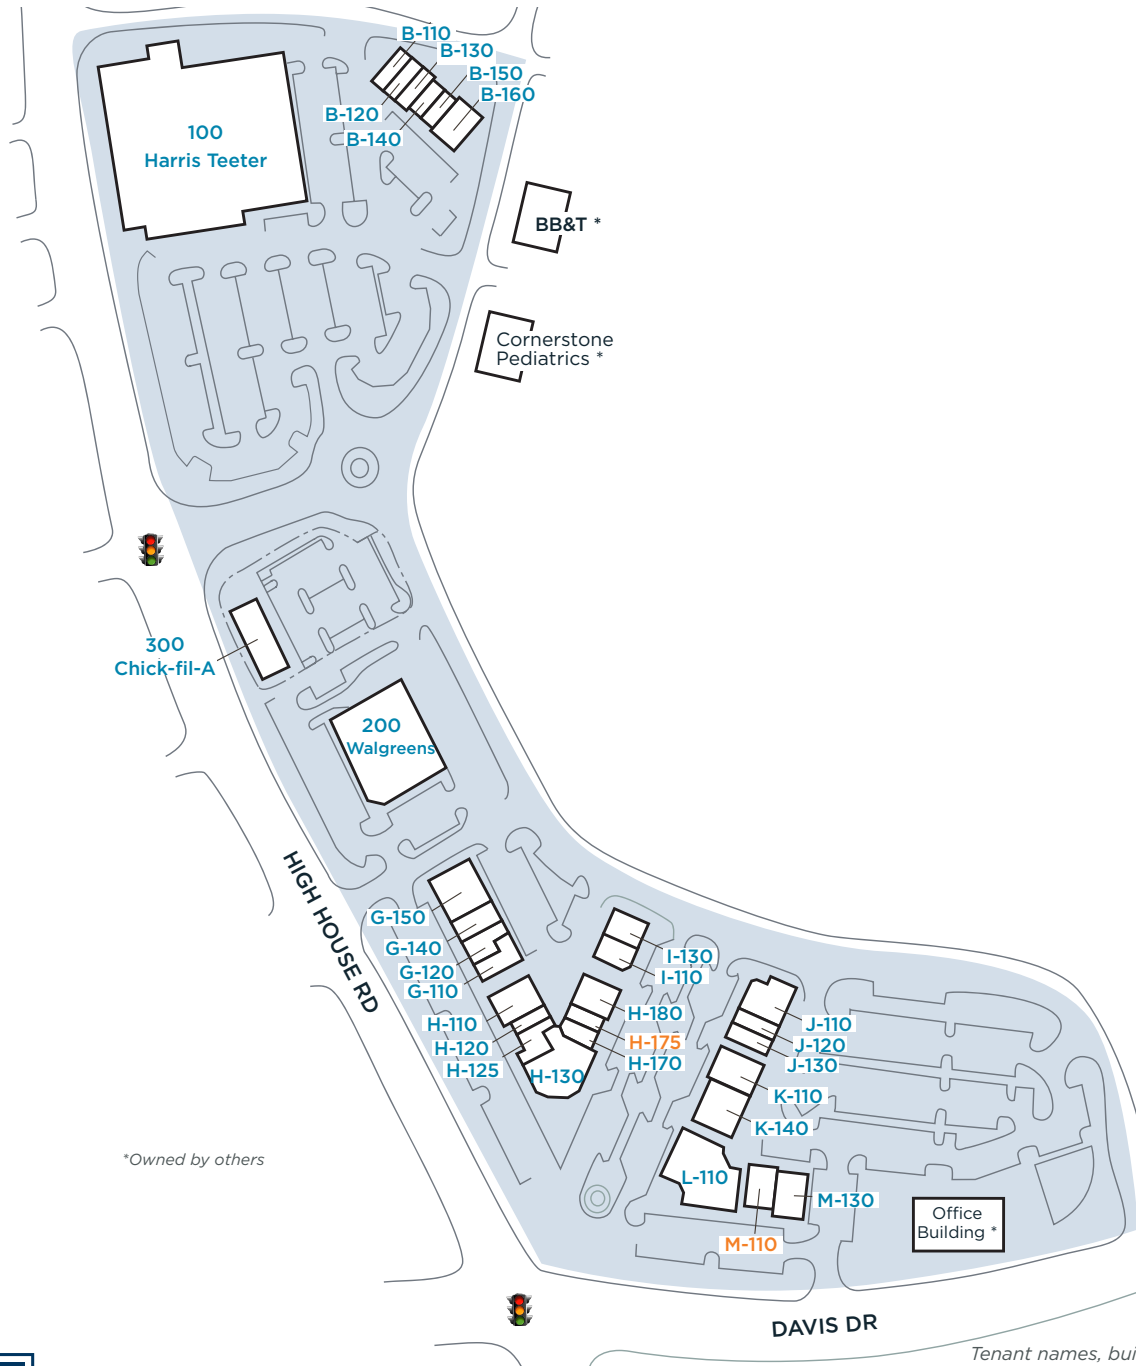 B-110
B-130
B-150
B-160
B-120
B-140
100
Harris Teeter
BB&T *
Cornerstone
Pediatrics *
300
Chick-fil-A
200
Walgreens
HIGH HOUSE RD
G-150
G-140
G-120
G-110
I-130
I-110
H-110
H-120
H-125
H-130
H-180
H-175
H-170
J-110
J-120
J-130
K-110
K-140
L-110
M-130
M-110
Office
Building *
*Owned by others
DAVIS DR
Tenant names, bui